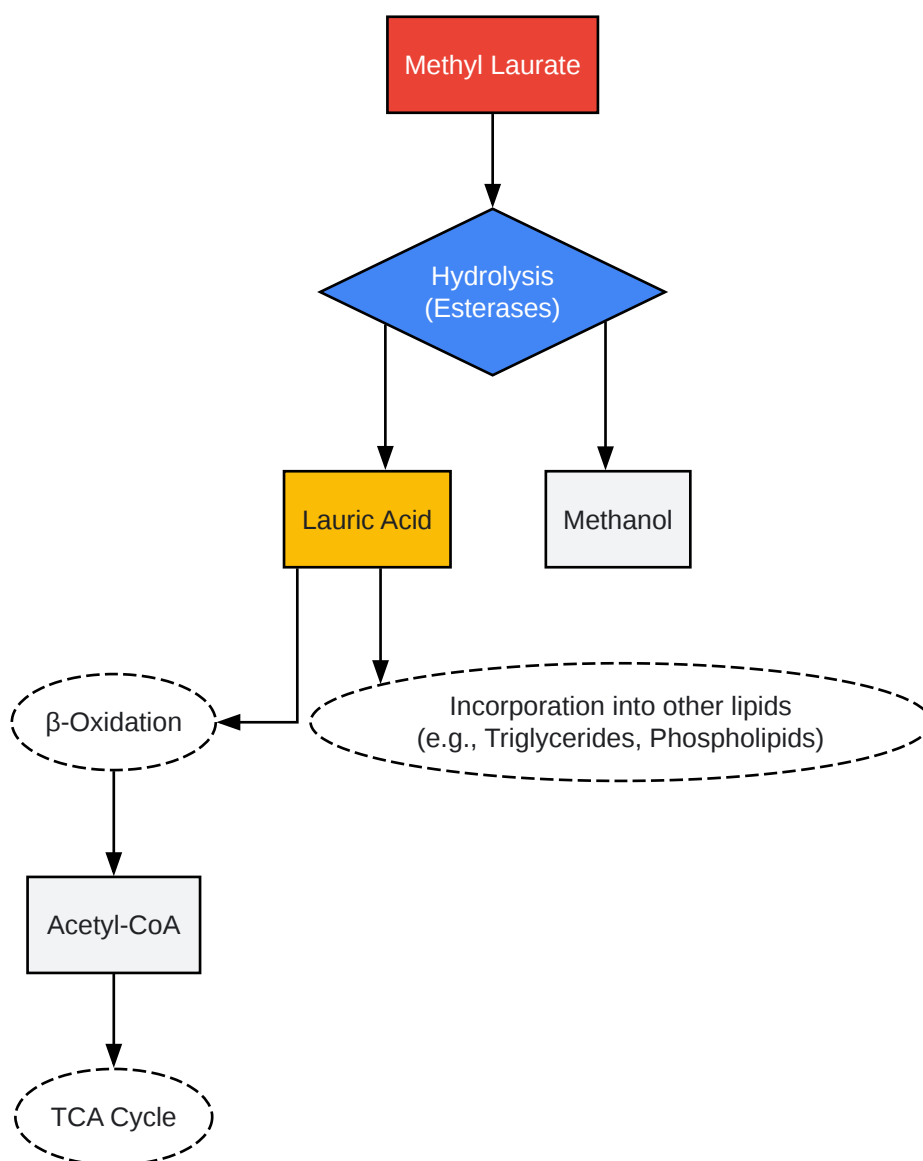 Methyl Laurate
Hydrolysis
(Esterases)
Lauric Acid
Methanol
β-Oxidation
Incorporation into other lipids
(e.g., Triglycerides, Phospholipids)
Acetyl-CoA
TCA Cycle